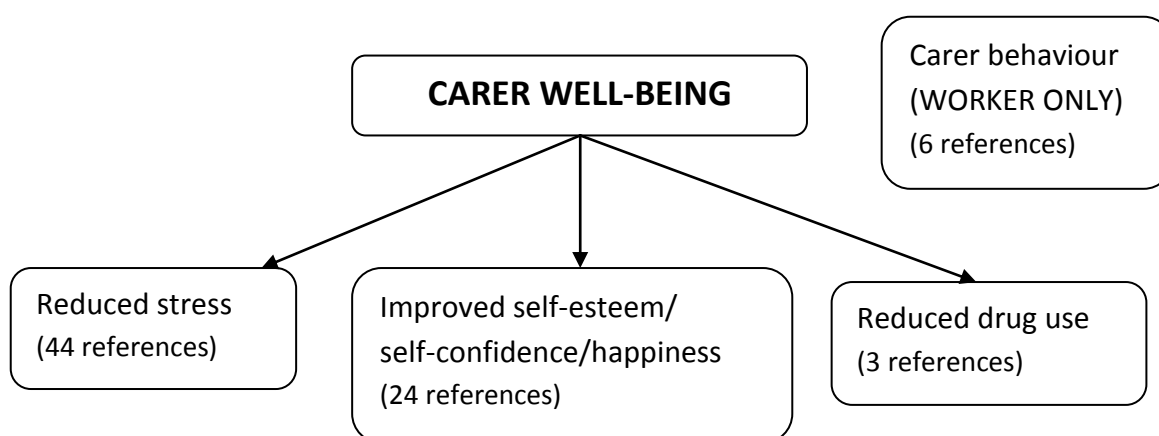 CARER WELL-BEING
Carer behaviour
(WORKER ONLY)
(6 references)
Reduced stress
(44 references)
Improved self-esteem/
self-confidence/happiness
(24 references)
Reduced drug use
(3 references)